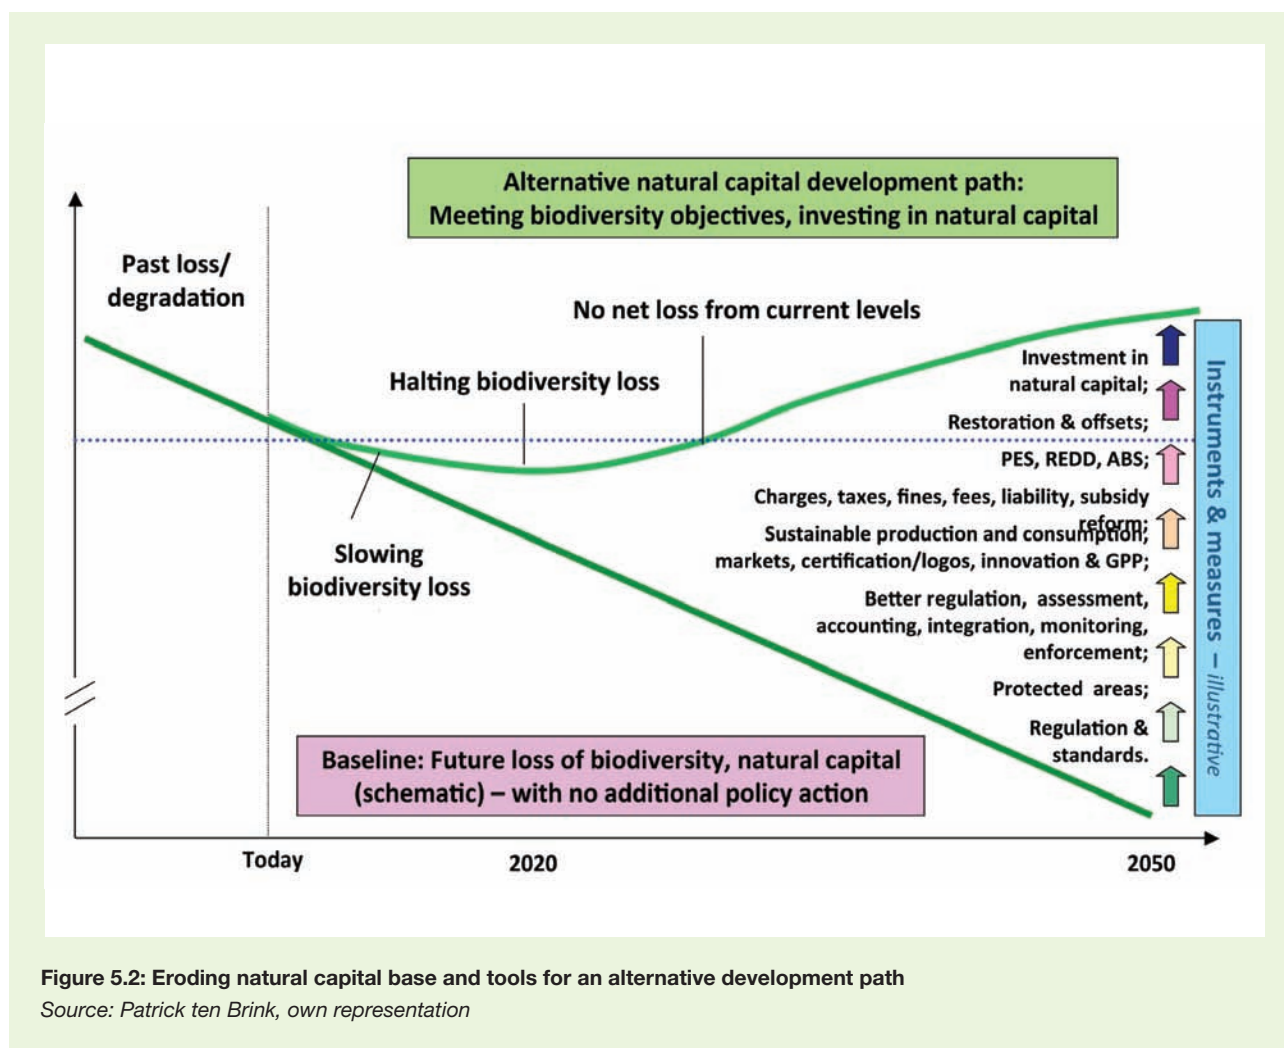 Alternative natural capital development path:
Meeting biodiversity objectives, investing in natural capital
Past loss/
degradation
No net loss from current levels
Halting biodiversity loss
Slowing
biodiversity loss
Investment in
natural capital;
Restoration & offsets;
PES, REDD, ABS;
Charges, taxes, fines, fees, liability, subsidy
reform;
Sustainable production and consumption;
markets, certification/logos, innovation & GPP;
Better regulation, assessment,
accounting, integration, monitoring,
enforcement;
Protected areas;
Regulation &
standards.
Instruments & measures – illustrative
Baseline: Future loss of biodiversity, natural capital
(schematic) – with no additional policy action
Today
2020
2050
Figure 5.2: Eroding natural capital base and tools for an alternative development path
Source: Patrick ten Brink, own representation